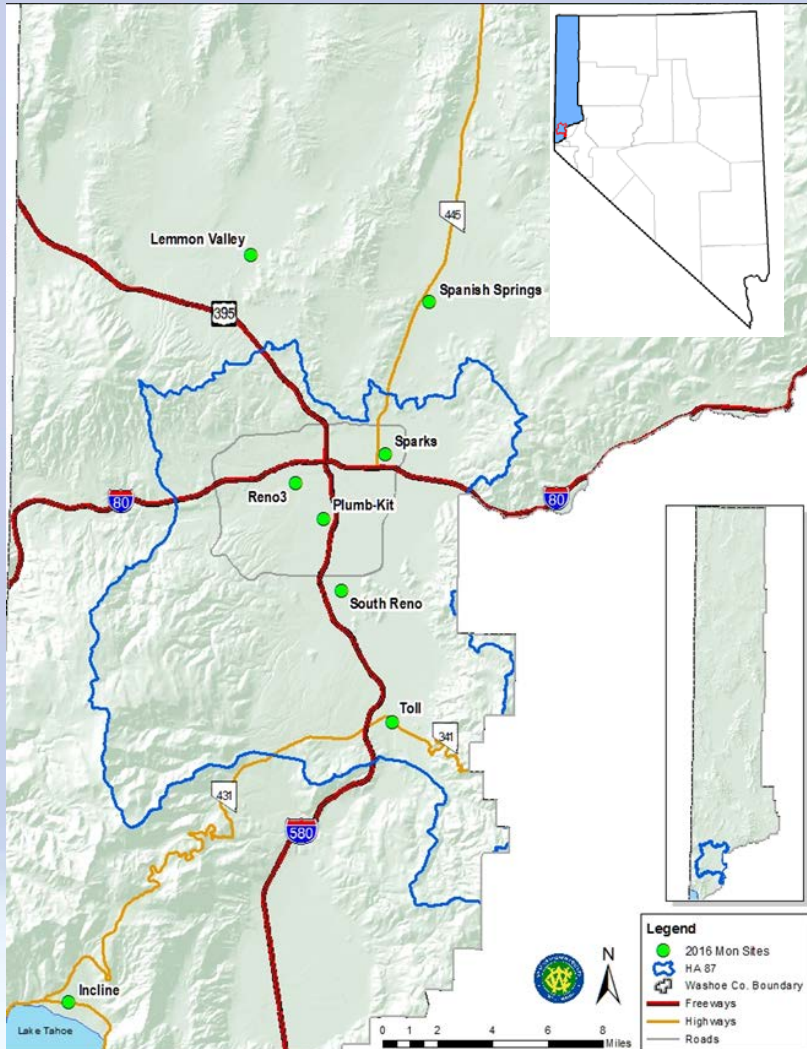 445
Lemmon Valley
Spanish Springs
395
Sparks
Reno3
80
80
Plumb-Kit
South Reno
Toll
341
431
580
Incline
Lake Tahoe
N
0 2 4 6 8
Miles
Legend
2016 Mon Sites
HA 87
Washoe Co. Boundary
Freeways
Highways
Roads